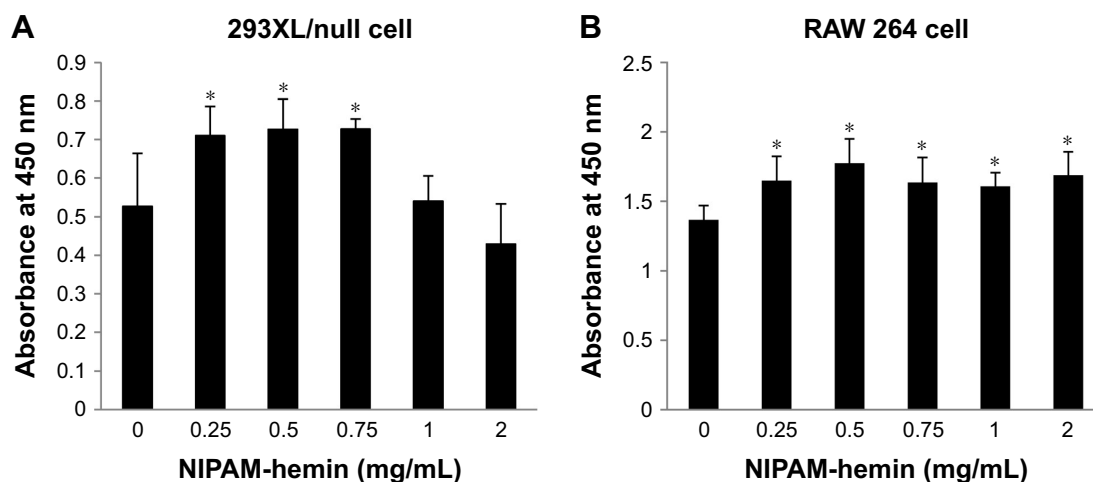 A
293XL/null cell
Absorbance at 450 nm
0.9
0.8
0.7
0.6
0.5
0.4
0.3
0.2
0.1
0
* * *
0 0.25 0.5 0.75 1 2
NIPAM-hemin (mg/mL)
B
RAW 264 cell
Absorbance at 450 nm
2.5
2
1.5
1
0.5
0
* * * * *
0 0.25 0.5 0.75 1 2
NIPAM-hemin (mg/mL)